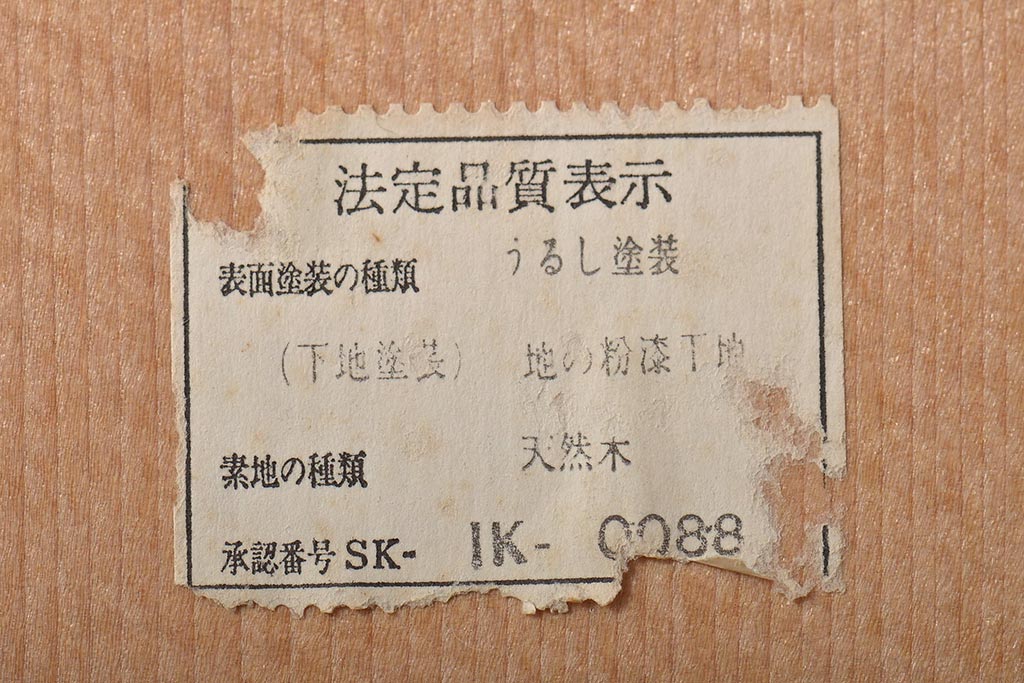 法定品質表示
表面塗装の種類 うるし塗装
(下地塗装) 地の粉漆下地
素地の種類 天然木
承認番号 SK- IK- 0088